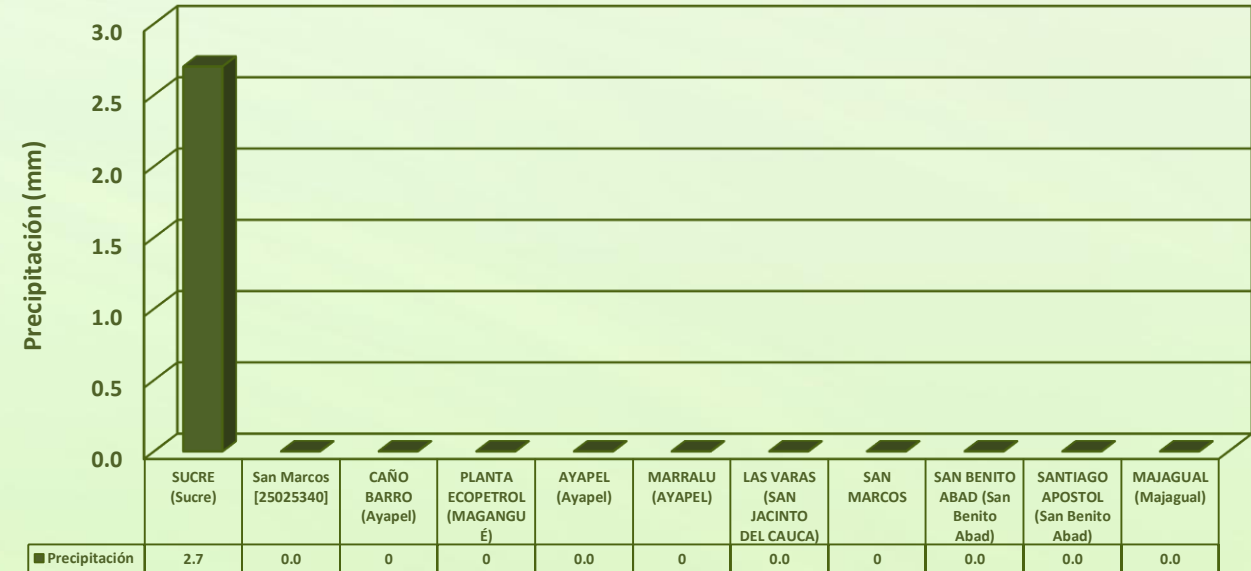 Precipitación (mm)
3.0
2.5
2.0
1.5
1.0
0.5
0.0
SUCRE
(Sucre)
San Marcos
[25025340]
CAÑO
BARRO
(Ayapel)
PLANTA
ECOPETROL
(MAGANGU
É)
AYAPEL
(Ayapel)
MARRALU
(AYAPEL)
LAS VARAS
(SAN
JACINTO
DEL CAUCA)
SAN
MARCOS
SAN BENITO
ABAD (San
Benito
Abad)
SANTIAGO
APOSTOL
(San Benito
Abad)
MAJAGUAL
(Majagual)
Precipitación 2.7 0.0 0 0 0.0 0 0.0 0 0.0 0.0 0.0